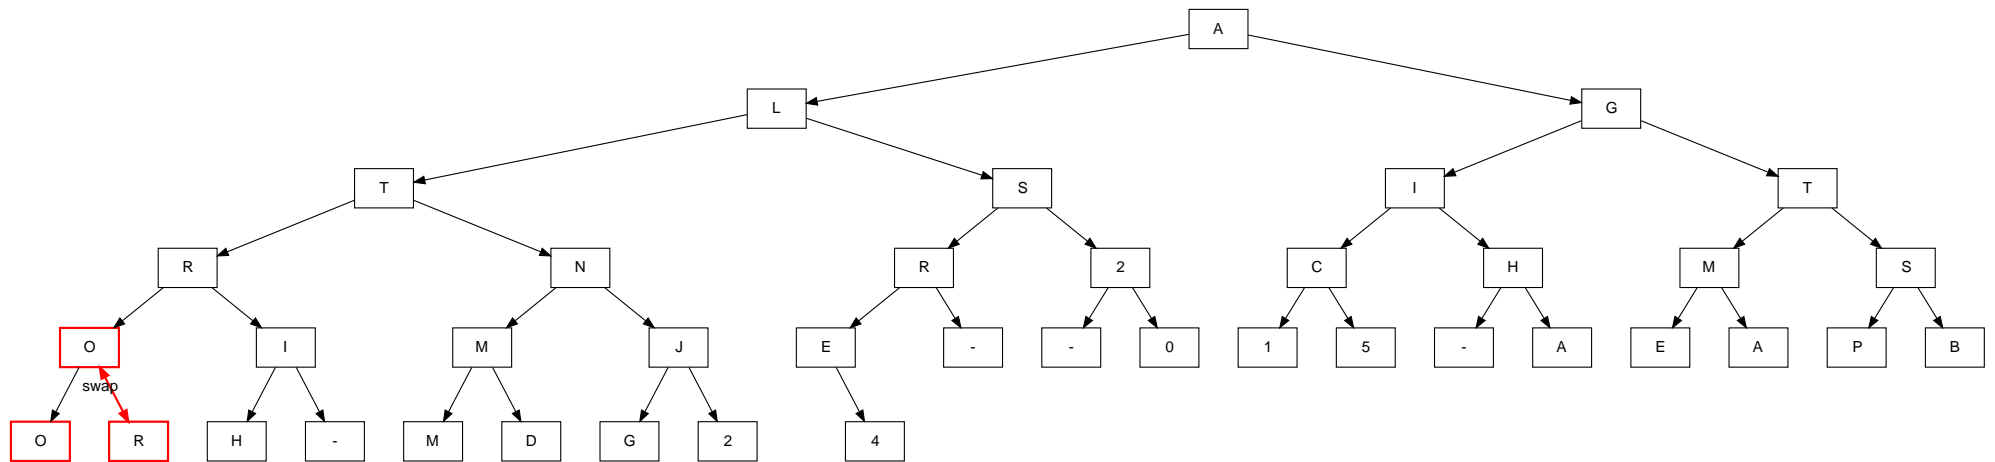 A
L G
T S I T
R N R 2 C H M S
O I M J E - - 0 1 5 - A E A P B
swap
O R H - M D G 2 4